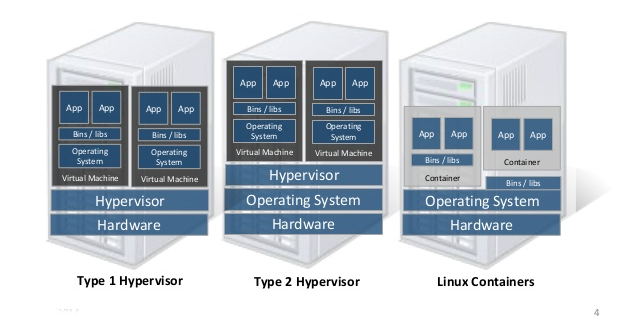 App App
Bins / libs
Operating
System
Virtual Machine
App App
Bins / libs
Operating
System
Virtual Machine
Hypervisor
Hardware
Type 1 Hypervisor
App App
Bins / libs
Operating
System
Virtual Machine
App App
Bins / libs
Operating
System
Virtual Machine
Hypervisor
Operating System
Hardware
Type 2 Hypervisor
App App
Bins / libs
Container
App App
Container
Bins / libs
Operating System
Hardware
Linux Containers
4